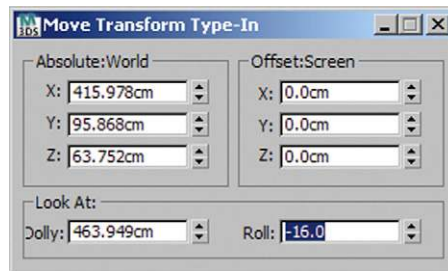 M
3DS
Move Transform Type-In
Absolute:World
Offset:Screen
X: 415.978cm
X: 0.0cm
Y: 95.868cm
Y: 0.0cm
Z: 63.752cm
Z: 0.0cm
Look At:
Dolly: 463.949cm
Roll: -16.0